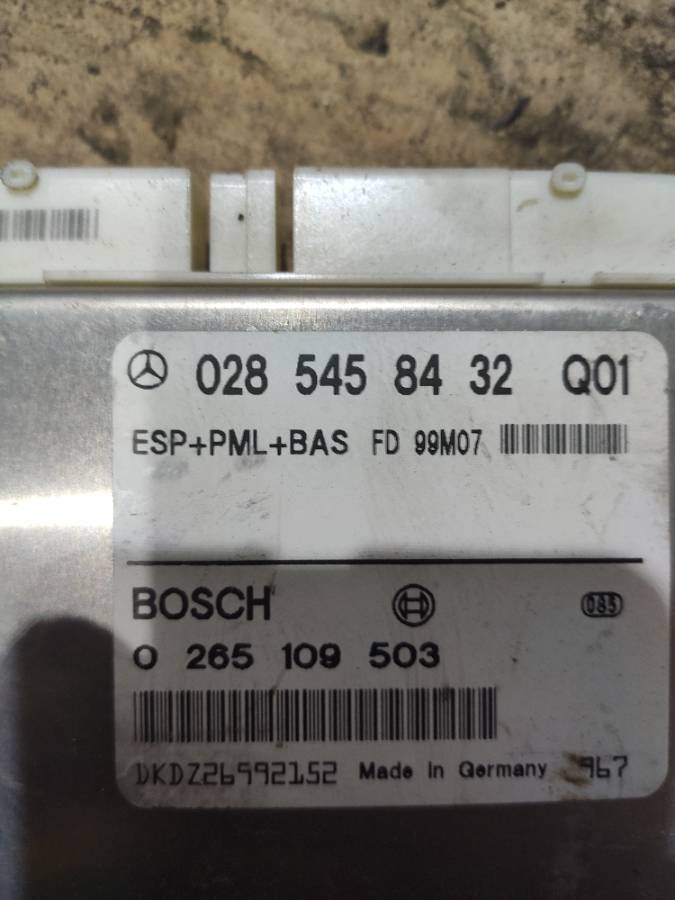 028 545 84 32 Q01
ESP+PML+BAS FD 99M07
BOSCH 085
0 265 109 503
DKDZ26992152 Made in Germany 967